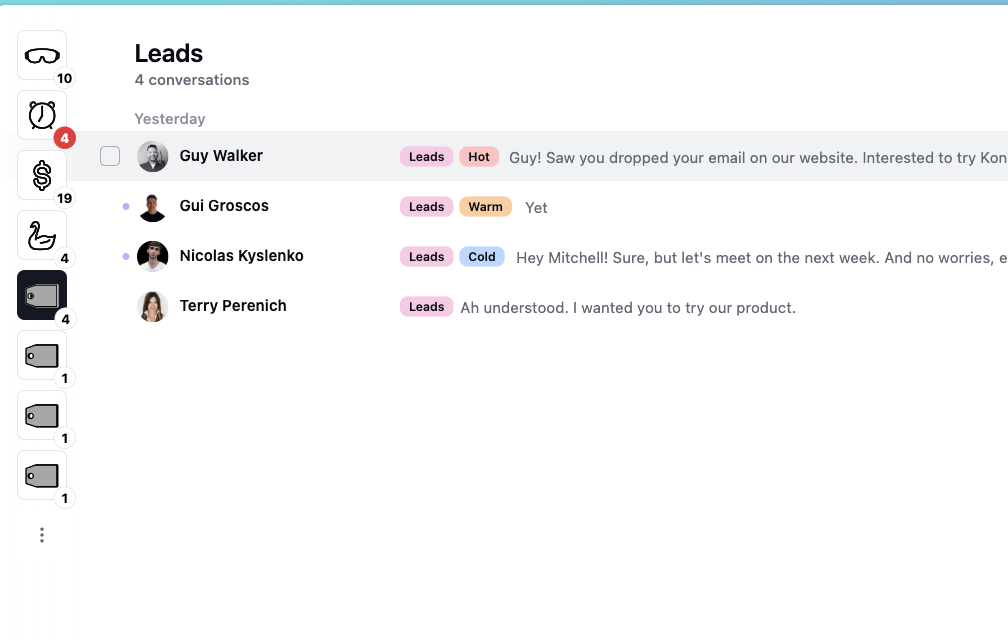 10
4
19
4
4
1
1
1
Leads
4 conversations
Yesterday
Guy Walker Leads Hot Guy! Saw you dropped your email on our website. Interested to try Kon
Gui Groscos Leads Warm Yet
Nicolas Kyslenko Leads Cold Hey Mitchell! Sure, but let's meet on the next week. And no worries, e
Terry Perenich Leads Ah understood. I wanted you to try our product.